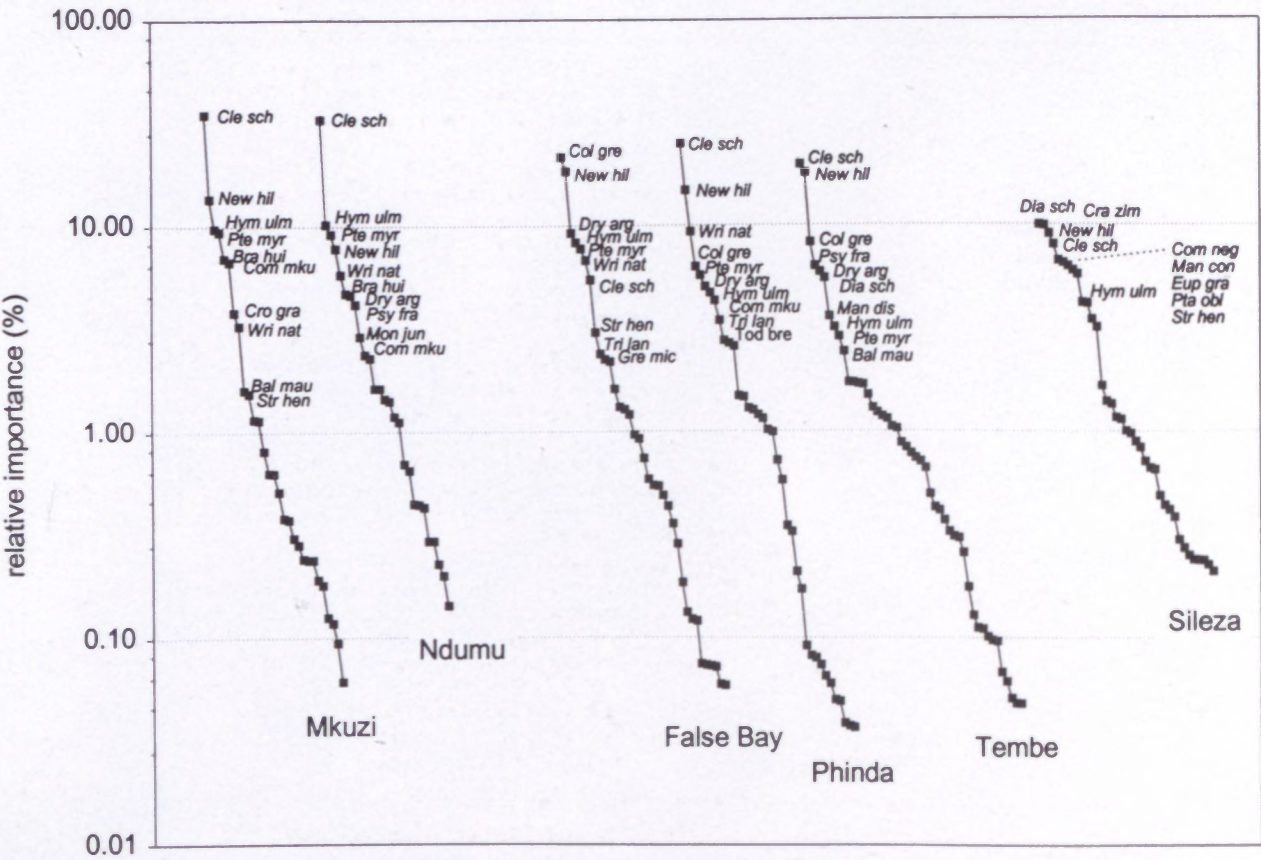 relative importance (%)
100.00
10.00
1.00
0.10
0.01
Cle sch
New hil
Hym ulm
Pte myr
Bra hui
Com mku
Cro gra
Wri nat
Bal mau
Str hen
Mkuzi
Cle sch
Hym ulm
Pte myr
New hil
Wri nat
Bra hui
Dry arg
Psy fra
Mon jun
Com mku
Ndumu
Col gre
New hil
Dry arg
Hym ulm
Pte myr
Wri nat
Cle sch
Str hen
Tri lan
Gre mic
False Bay
Cle sch
New hil
Wri nat
Col gre
Pte myr
Dry arg
Hym ulm
Com mku
Tri lan
Tod bre
Phinda
Cle sch
New hil
Col gre
Psy fra
Dry arg
Dia sch
Man dis
Hym ulm
Pte myr
Bal mau
Tembe
Dia sch
Cra zim
New hil
Cle sch
Com neg
Man con
Eup gra
Pta obl
Str hen
Hym ulm
Sileza